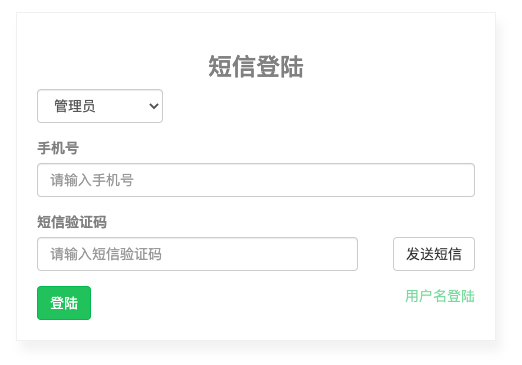 短信登陆
管理员
手机号
请输入手机号
短信验证码
请输入短信验证码 发送短信
登陆 用户名登陆